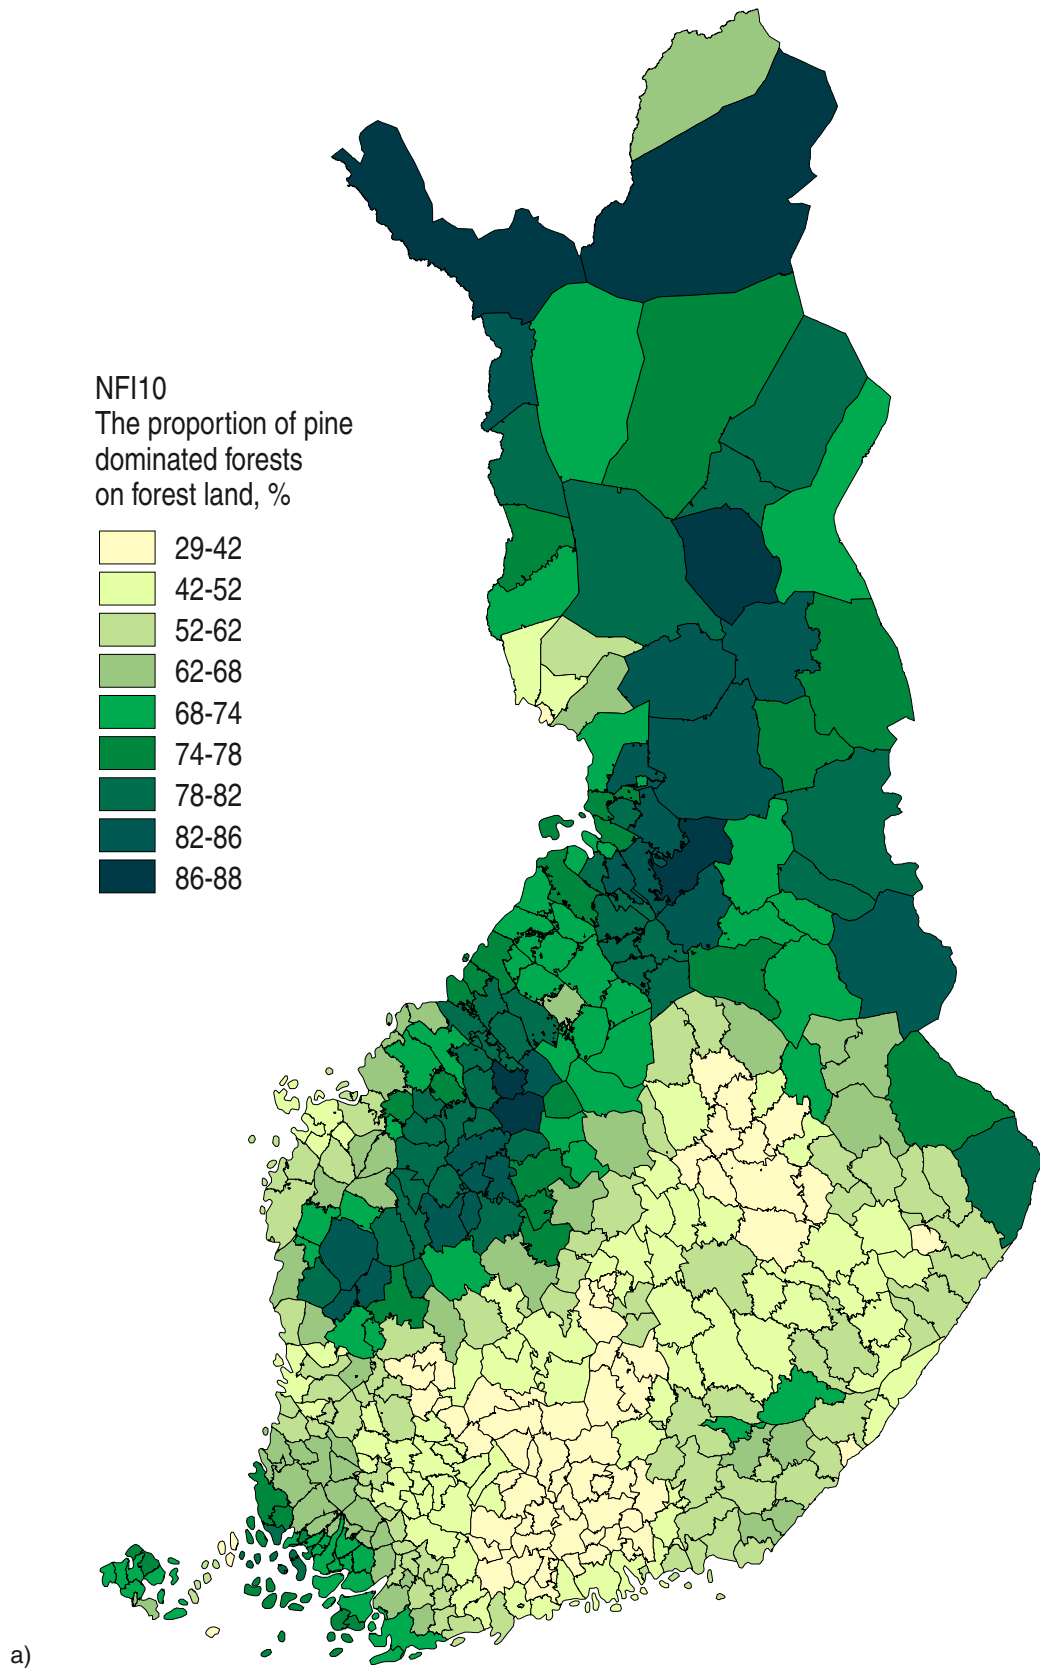 NFI10
The proportion of pine
dominated forests
on forest land, %
29-42
42-52
52-62
62-68
68-74
74-78
78-82
82-86
86-88
a)